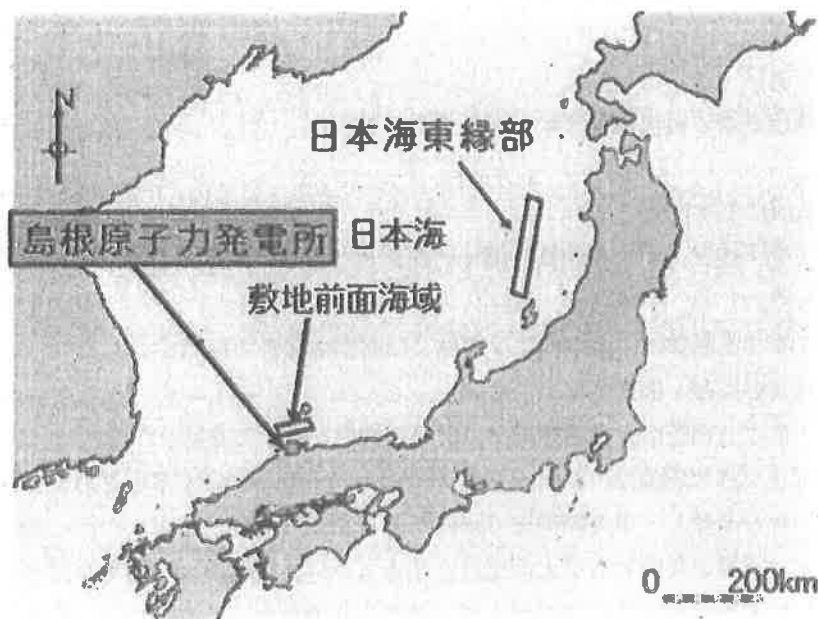 N
日本海東縁部
島根原子力発電所
日本海
敷地前面海域
0 200km